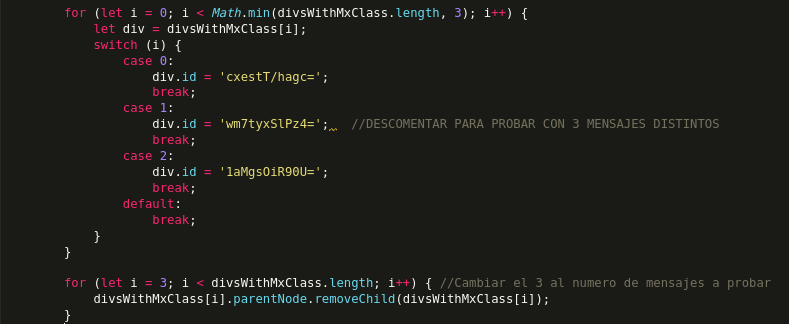 for (let i = 0; i < Math.min(divsWithMxClass.length, 3); i++) {
let div = divsWithMxClass[i];
switch (i) {
case 0:
div.id = 'cxestT/hagc=';
break;
case 1:
div.id = 'wm7tyxSlPz4='; //DESCOMENTAR PARA PROBAR CON 3 MENSAJES DISTINTOS
break;
case 2:
div.id = '1aMgsOiR90U=';
break;
default:
break;
}
}
for (let i = 3; i < divsWithMxClass.length; i++) { //Cambiar el 3 al numero de mensajes a probar
divsWithMxClass[i].parentNode.removeChild(divsWithMxClass[i]);
}